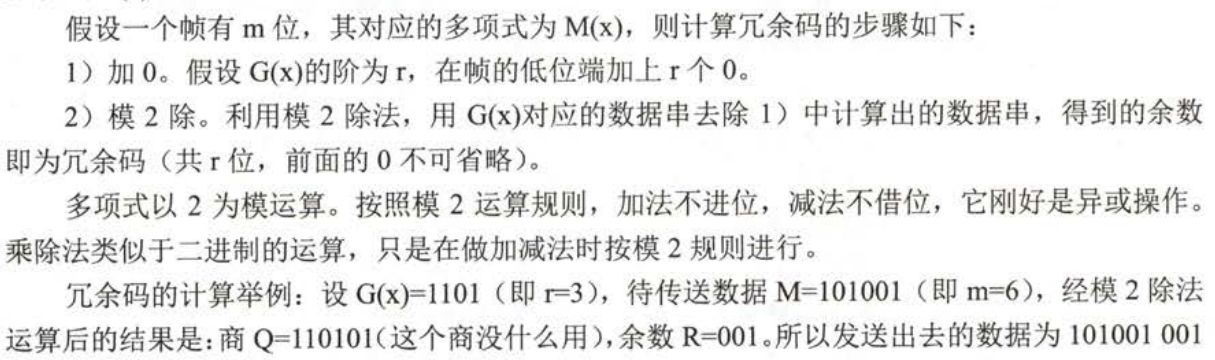 假设一个帧有 m 位，其对应的多项式为 M(x)，则计算冗余码的步骤如下：
1）加 0。假设 G(x)的阶为 r，在帧的低位端加上 r 个 0。
2）模 2 除。利用模 2 除法，用 G(x)对应的数据串去除 1）中计算出的数据串，得到的余数
即为冗余码（共 r 位，前面的 0 不可省略）。
多项式以 2 为模运算。按照模 2 运算规则，加法不进位，减法不借位，它刚好是异或操作。
乘除法类似于二进制的运算，只是在做加减法时按模 2 规则进行。
冗余码的计算举例：设 G(x)=1101（即 r=3），待传送数据 M=101001（即 m=6），经模 2 除法
运算后的结果是：商 Q=110101（这个商没什么用），余数 R=001。所以发送出去的数据为 101001 001